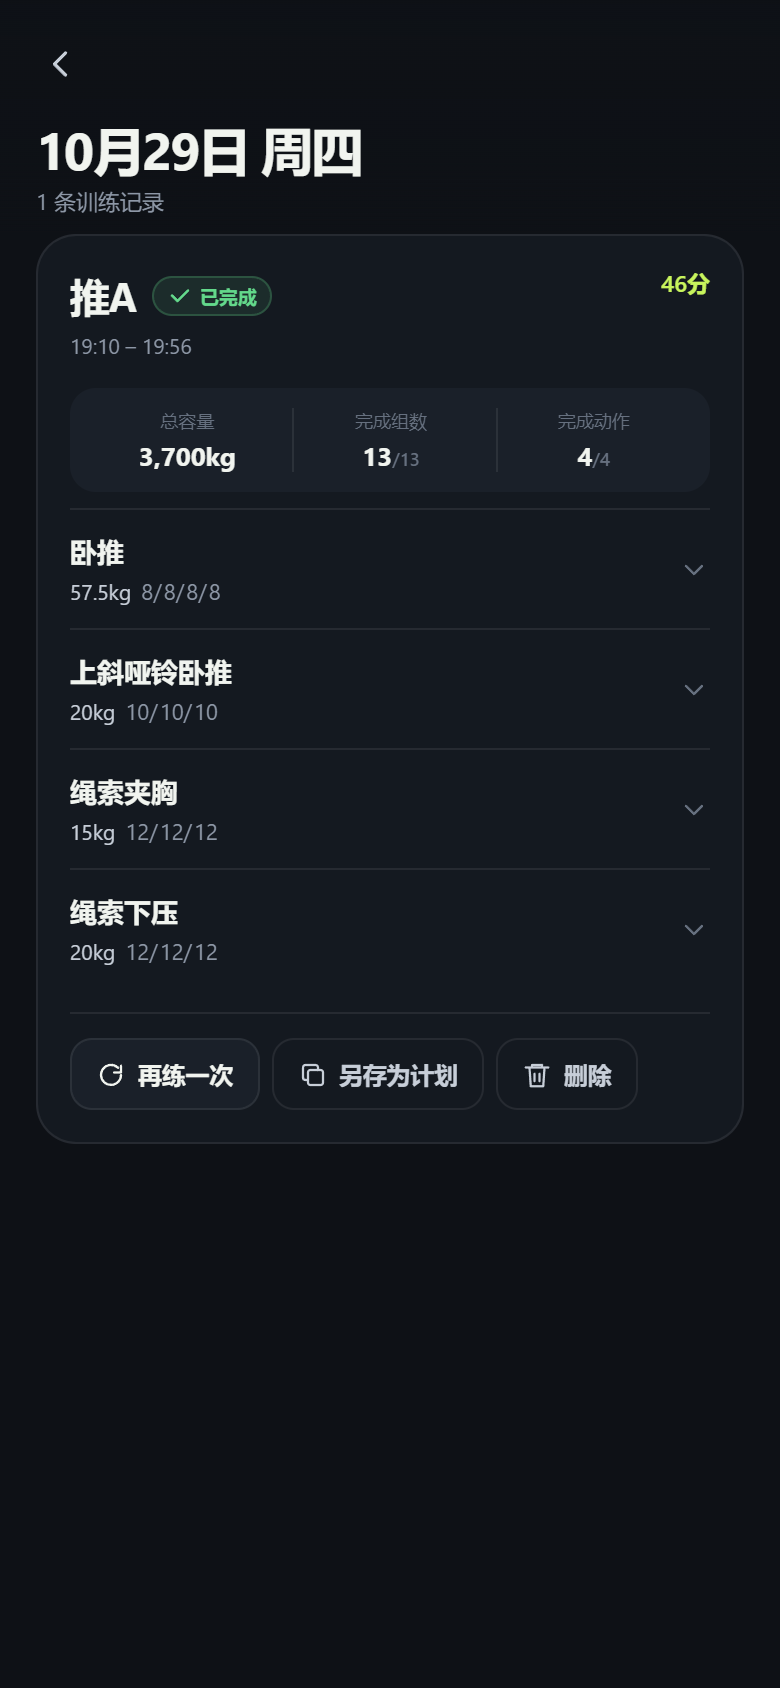 10月29日 周四
1 条训练记录
推A
已完成
46分
19:10 – 19:56
总容量
3,700kg
完成组数
13/13
完成动作
4/4
卧推
57.5kg 8/8/8/8
上斜哑铃卧推
20kg 10/10/10
绳索夹胸
15kg 12/12/12
绳索下压
20kg 12/12/12
再练一次
另存为计划
删除